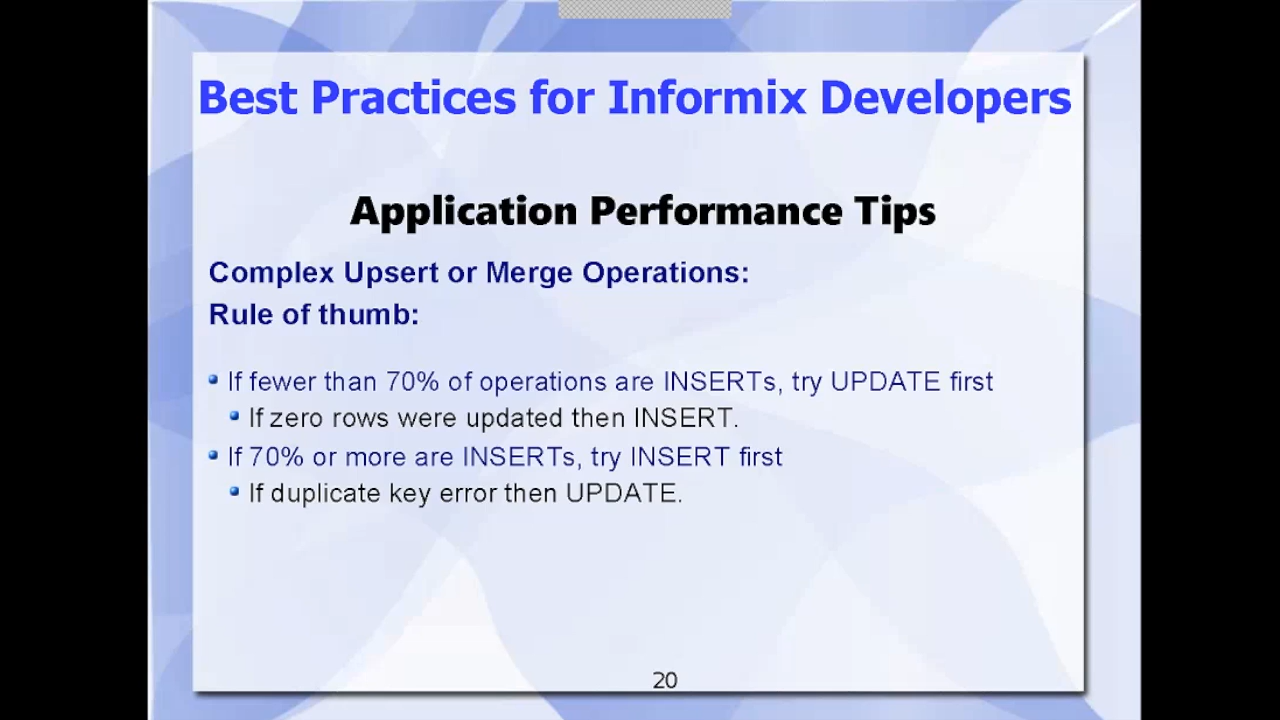 Best Practices for Informix Developers
Application Performance Tips
Complex Upsert or Merge Operations:
Rule of thumb:
If fewer than 70% of operations are INSERTs, try UPDATE first
If zero rows were updated then INSERT.
If 70% or more are INSERTs, try INSERT first
If duplicate key error then UPDATE.
20